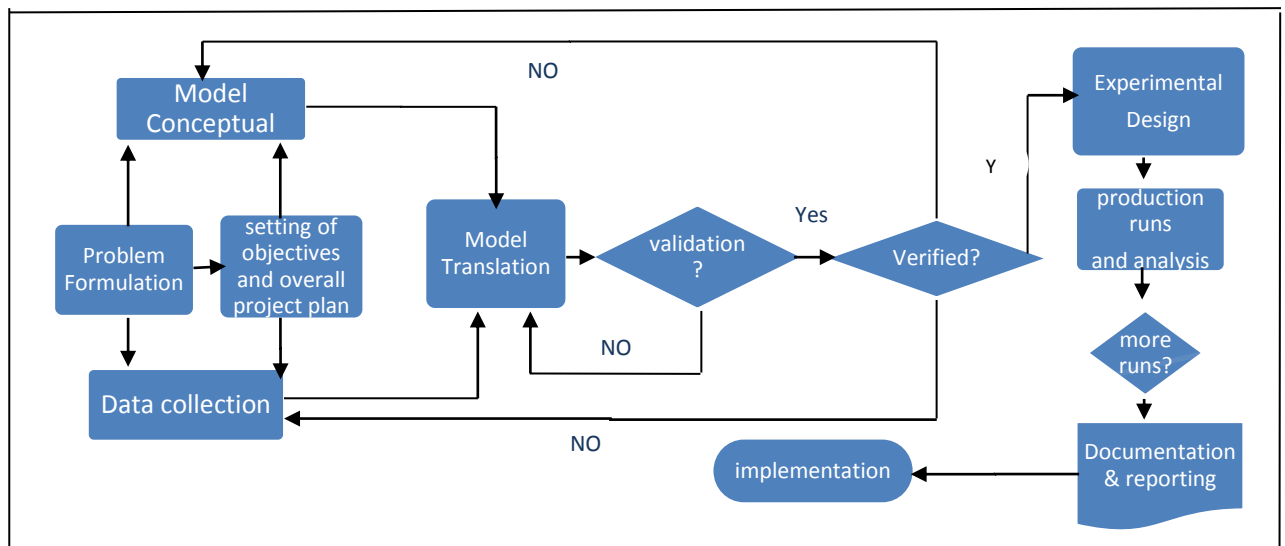 NO
Model
Conceptual
Experimental
Design
Y
production
runs
and analysis
Yes
setting of
objectives
and overall
project plan
Problem
Formulation
Model
Translation
validation
?
Verified?
NO
more
runs?
Data collection
NO
Documentation
& reporting
implementation